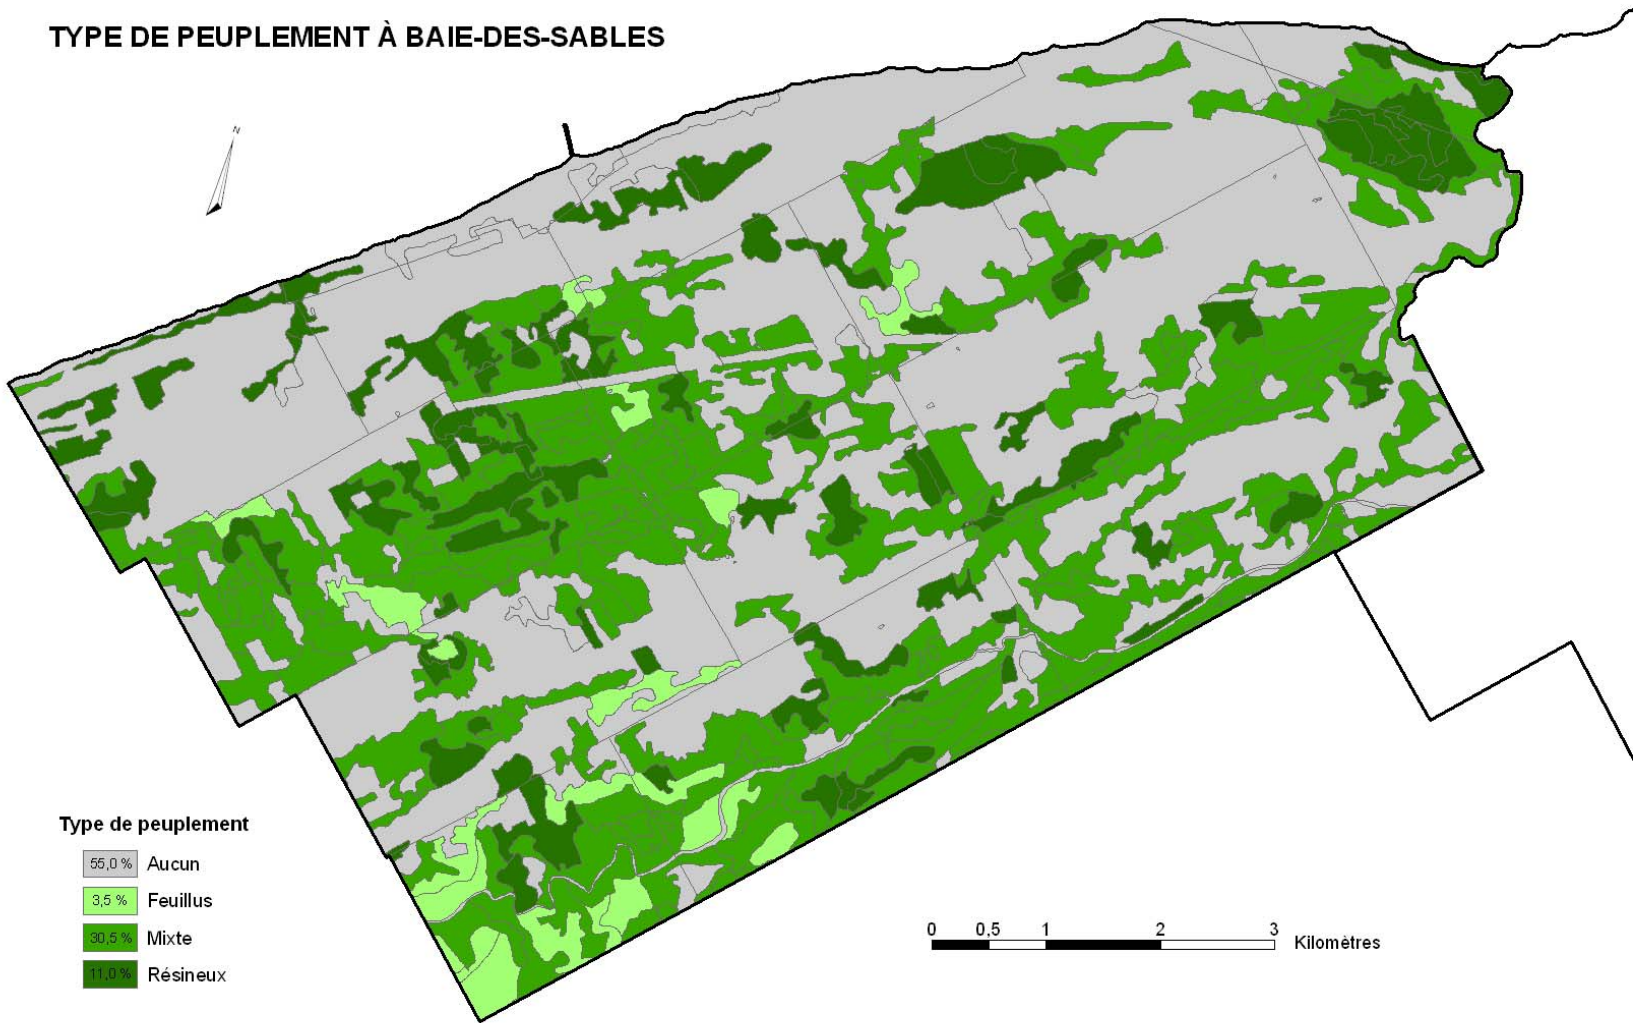 TYPE DE PEUPLEMENT À BAIE-DES-SABLES
N
Type de peuplement
55,0 % Aucun
3,5 % Feuillus
30,5 % Mixte
11,0 % Résineux
0 0,5 1 2 3 Kilomètres